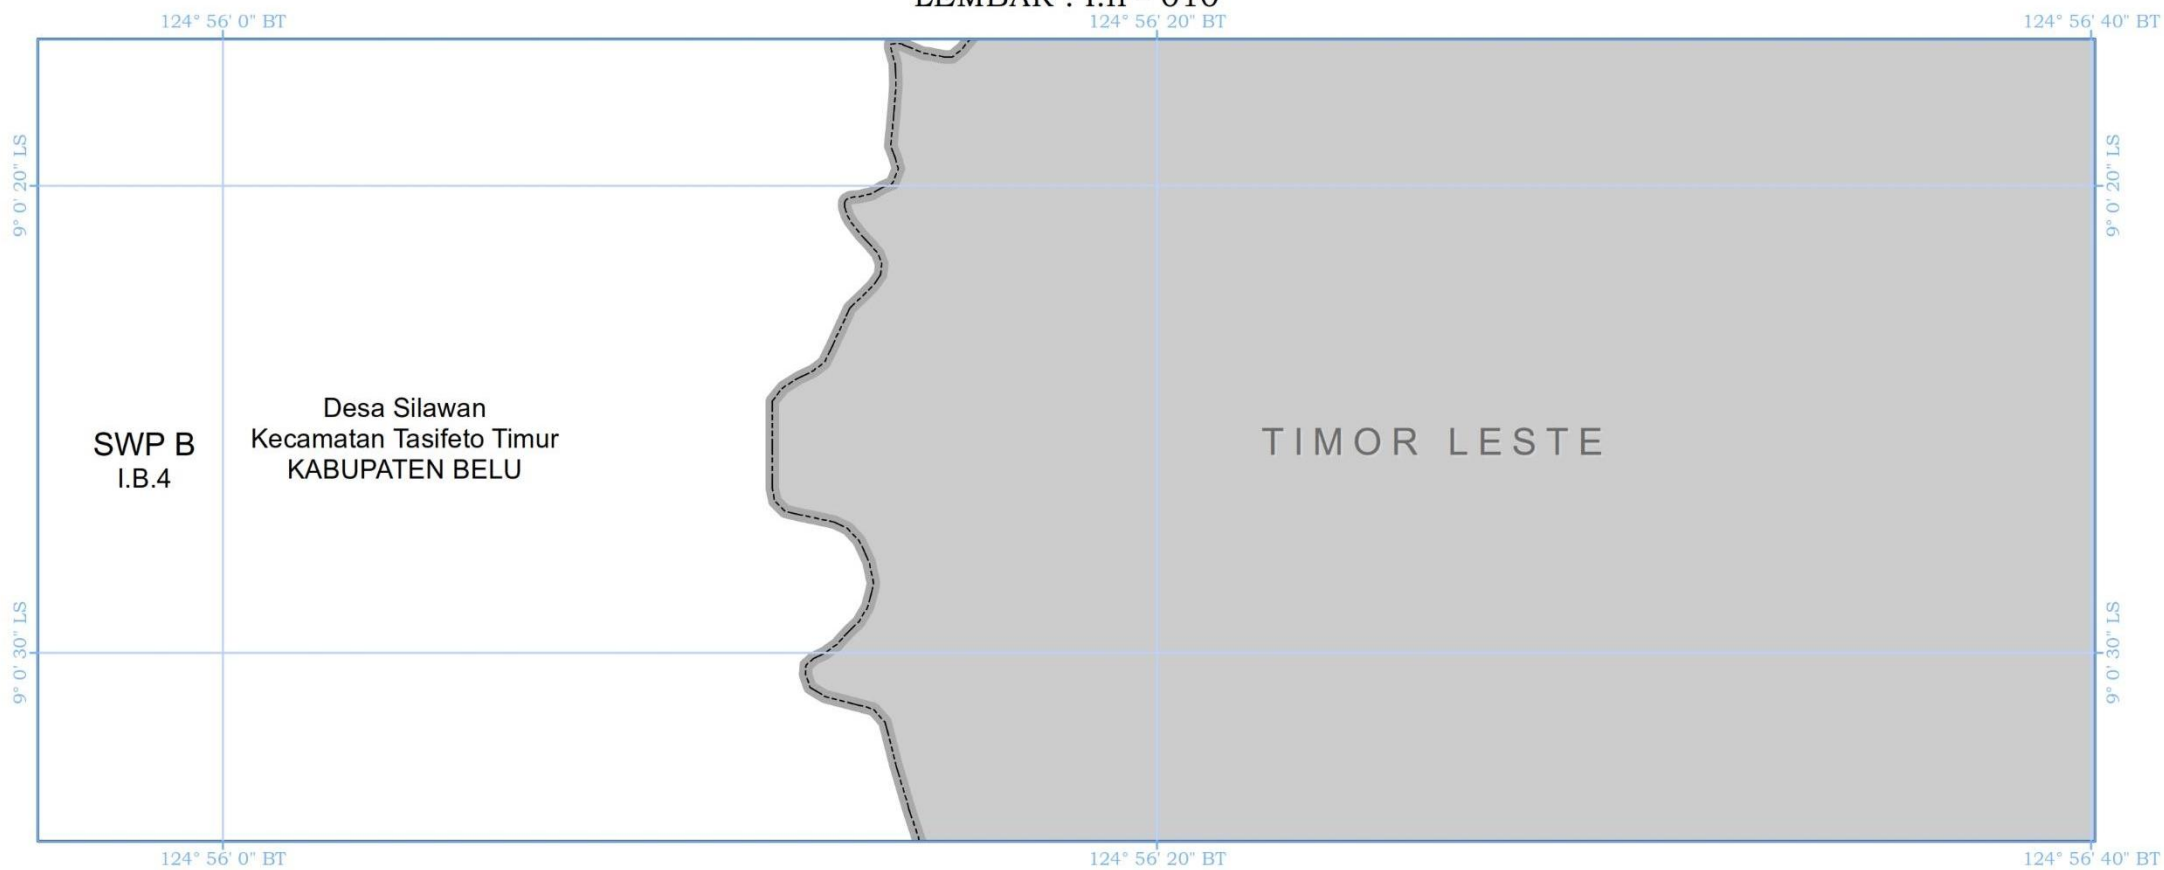 LEMBAR :
124° 56' 0" BT
124° 56' 20" BT
124° 56' 40" BT
9° 0' 20" LS
9° 0' 20" LS
Desa Silawan
Kecamatan Tasifeto Timur
KABUPATEN BELU
SWP B
I.B.4
TIMOR LESTE
9° 0' 30" LS
9° 0' 30" LS
124° 56' 0" BT
124° 56' 20" BT
124° 56' 40" BT